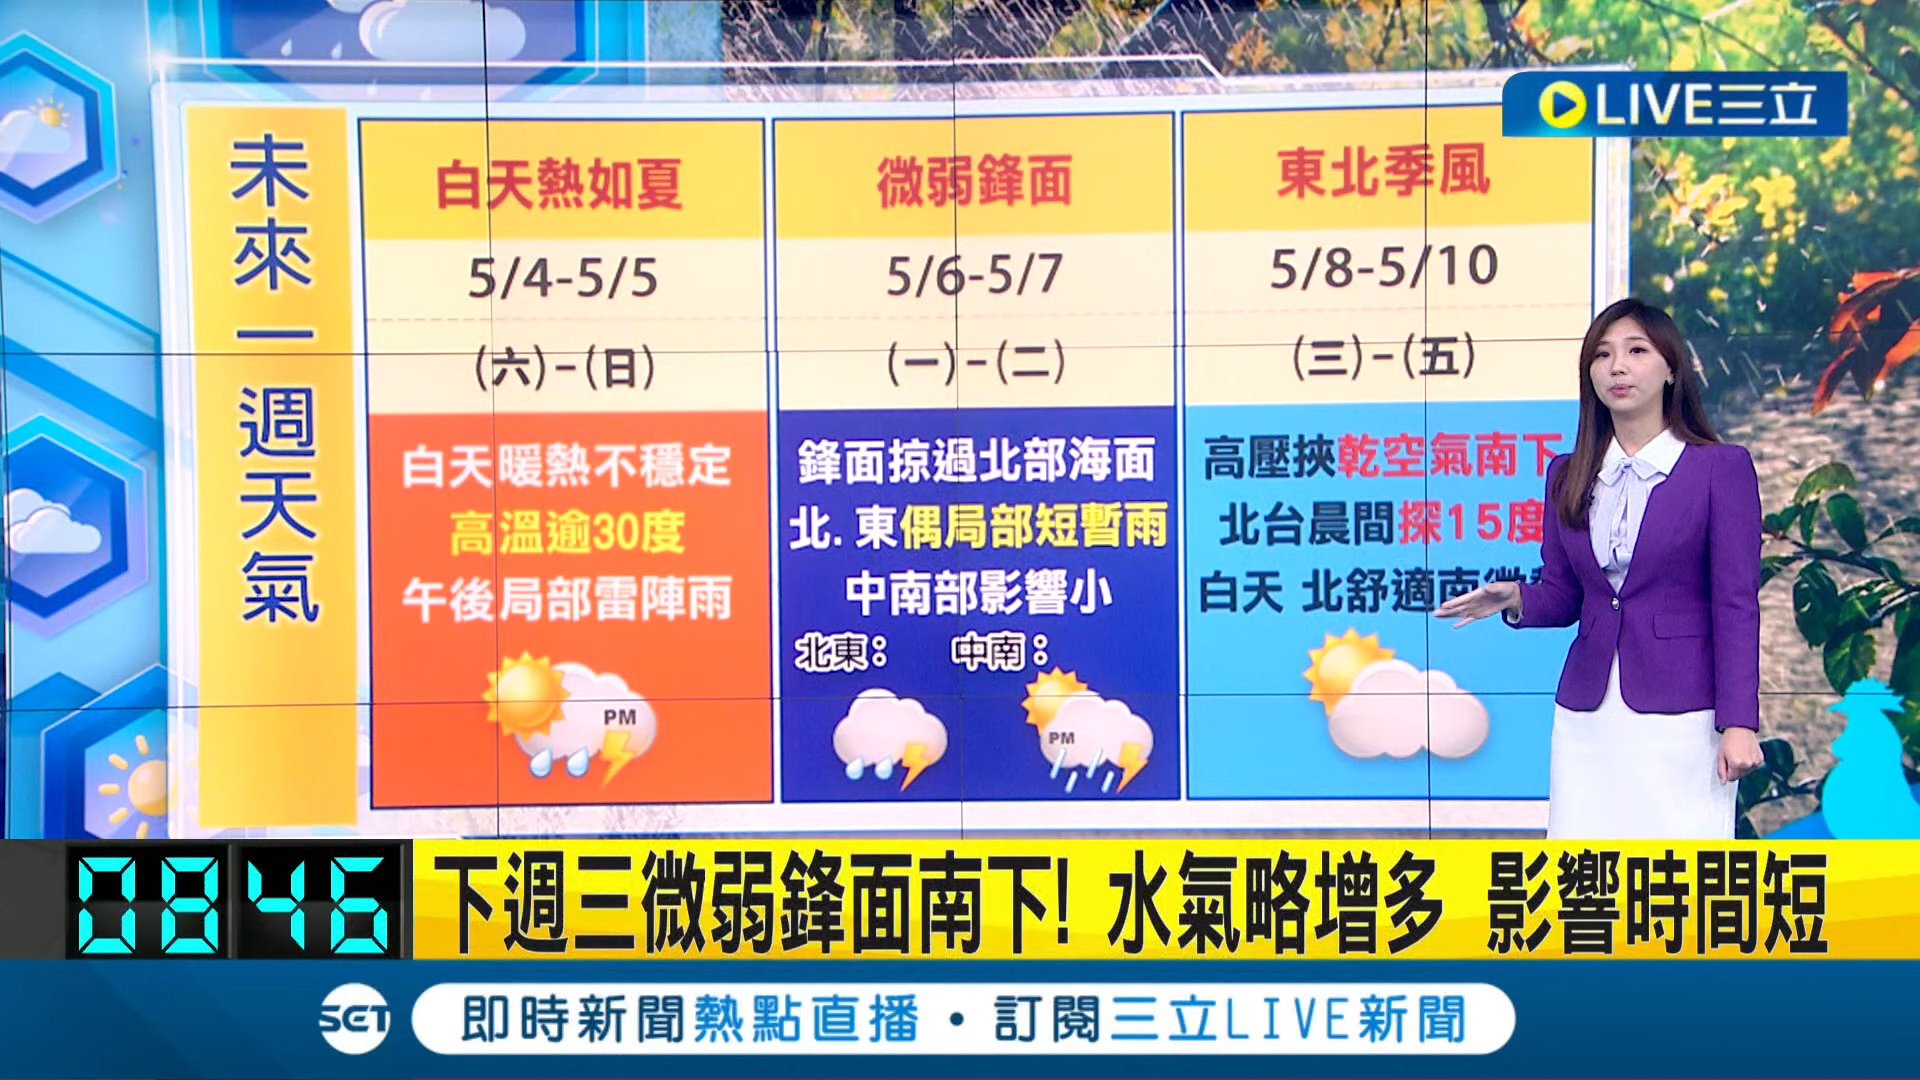 LIVE三立
未來一週天氣
白天熱如夏
5/4-5/5
(六)-(日)
白天暖熱不穩定
高溫逾30度
午後局部雷陣雨
PM
微弱鋒面
5/6-5/7
(一)-(二)
鋒面掠過北部海面
北.東偶局部短暫雨
中南部影響小
北東： 中南：
PM
東北季風
5/8-5/10
(三)-(五)
高壓挾乾空氣南下
北台晨間探15度
白天 北舒適南微
0846
下週三微弱鋒面南下! 水氣略增多 影響時間短
SET
即時新聞熱點直播・訂閱三立LIVE新聞